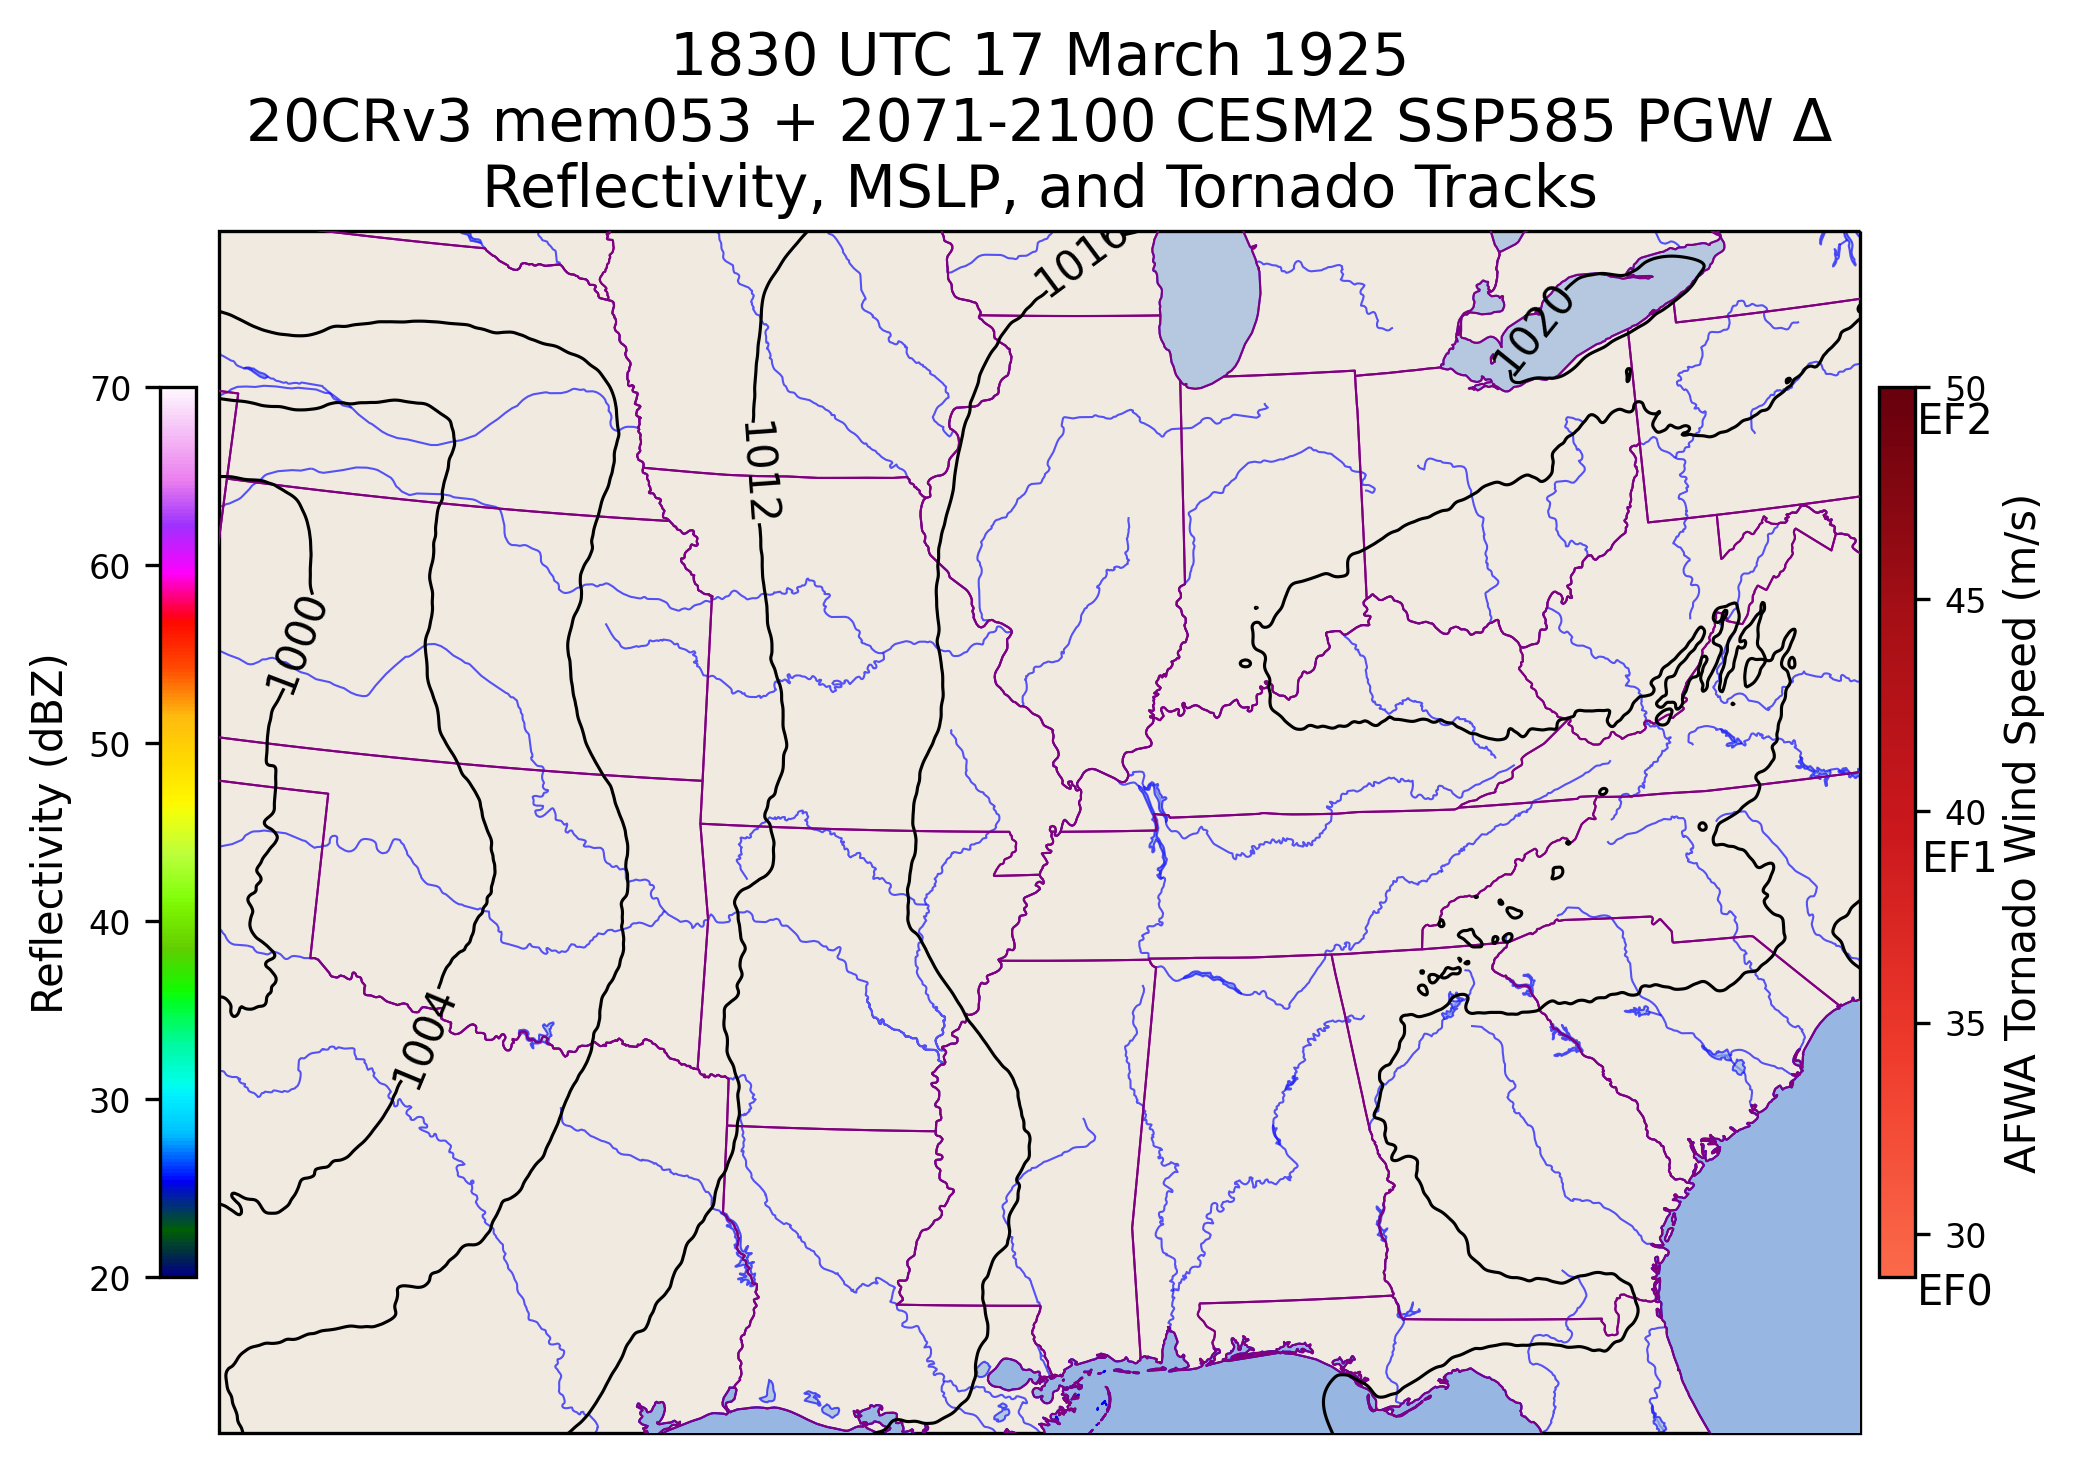 1830 UTC 17 March 1925
20CRv3 mem053 + 2071-2100 CESM2 SSP585 PGW Δ
Reflectivity, MSLP, and Tornado Tracks
Reflectivity (dBZ)
70
60
50
40
30
20
1016
1020
1012
1000
1004
50
EF2
45
40
EF1
35
30
EF0
AFWA Tornado Wind Speed (m/s)